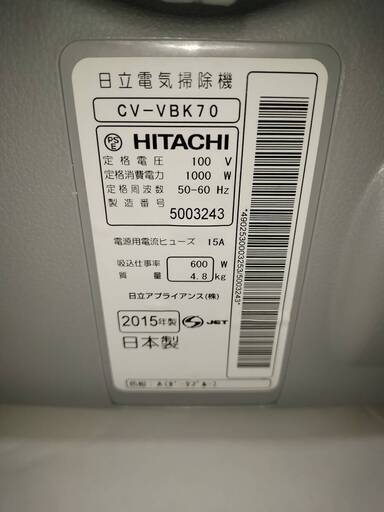 日立電気掃除機
CV-VBK70
PS
E
HITACHI
定格電圧 100 V
定格消費電力 1000 W
定格周波数 50-60 Hz
製造番号 5003243
電源用電流ヒューズ 15A
吸込仕事率 600 W
質量 4.8 kg
日立アプライアンス(株)
2015年製 S JET
日本製